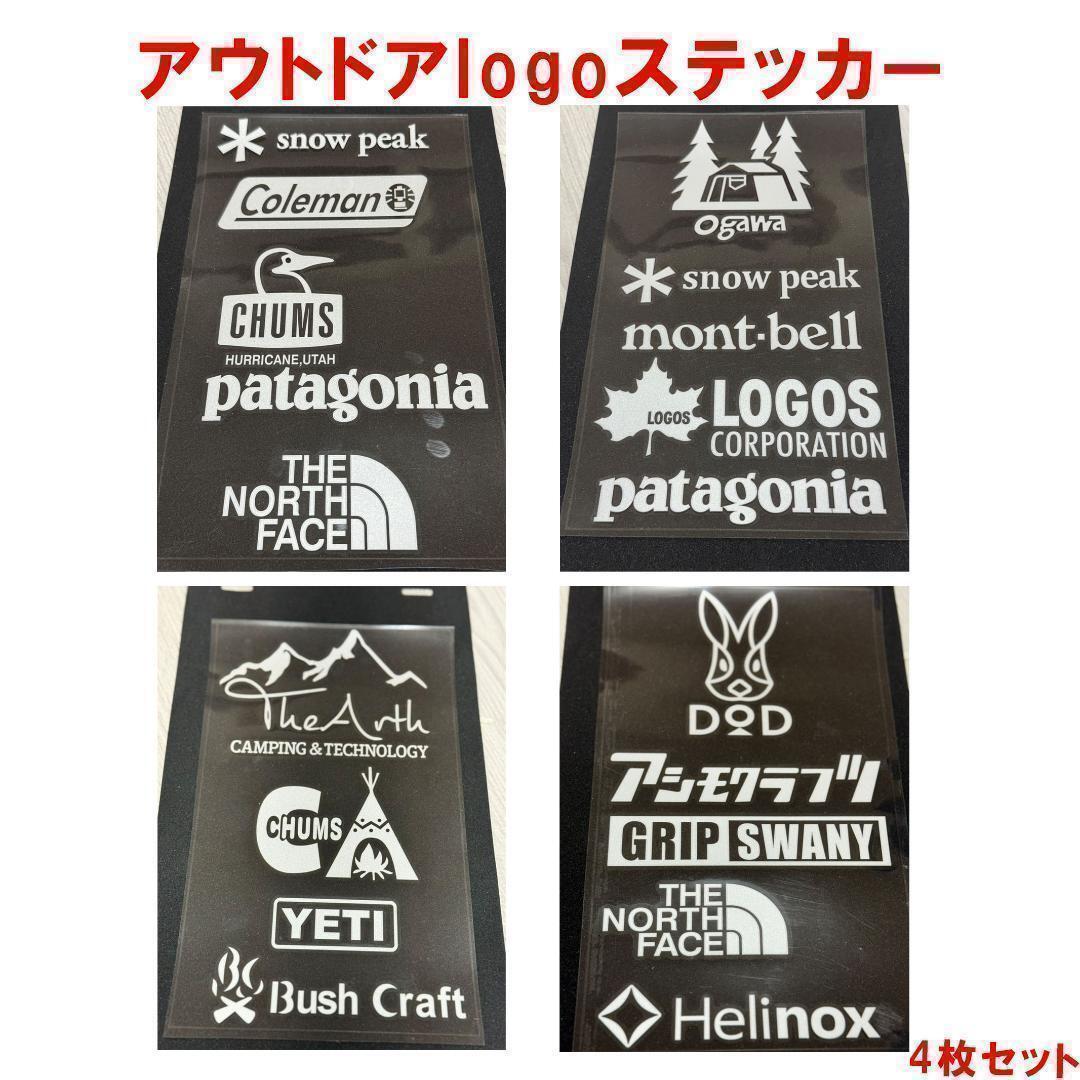 アウトドアlogoステッカー
snow peak
Coleman
CHUMS
HURRICANE,UTAH
patagonia
THE
NORTH
FACE
ogawa
snow peak
mont-bell
LOGOS
LOGOS
CORPORATION
patagonia
The Arth
CAMPING & TECHNOLOGY
CHUMS
YETI
BC
Bush Craft
DOD
アシモクラフツ
GRIP SWANY
THE
NORTH
FACE
Helinox
4枚セット